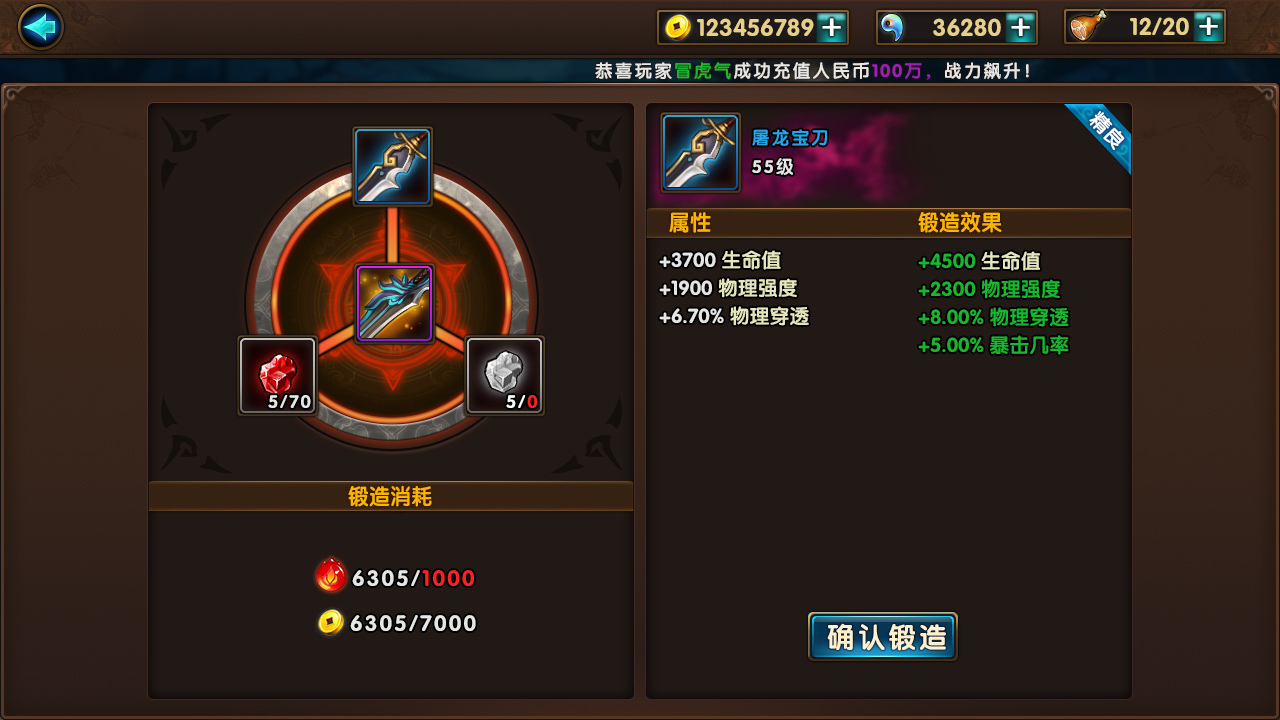 123456789
36280
12/20
恭喜玩家冒虎气成功充值人民币100万，战力飙升！
屠龙宝刀
55级
精良
属性
锻造效果
+3700 生命值
+4500 生命值
+1900 物理强度
+2300 物理强度
+6.70% 物理穿透
+8.00% 物理穿透
+5.00% 暴击几率
5/70
5/0
锻造消耗
6305/1000
6305/7000
确认锻造